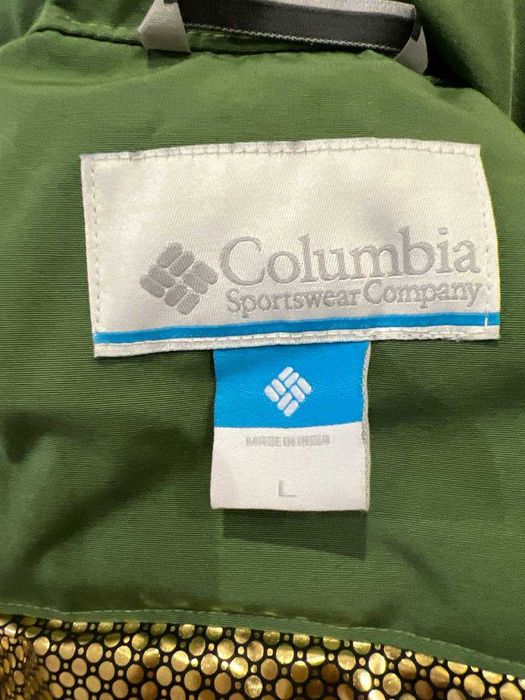 Columbia
Sportswear Company
MADE IN INDIA
L